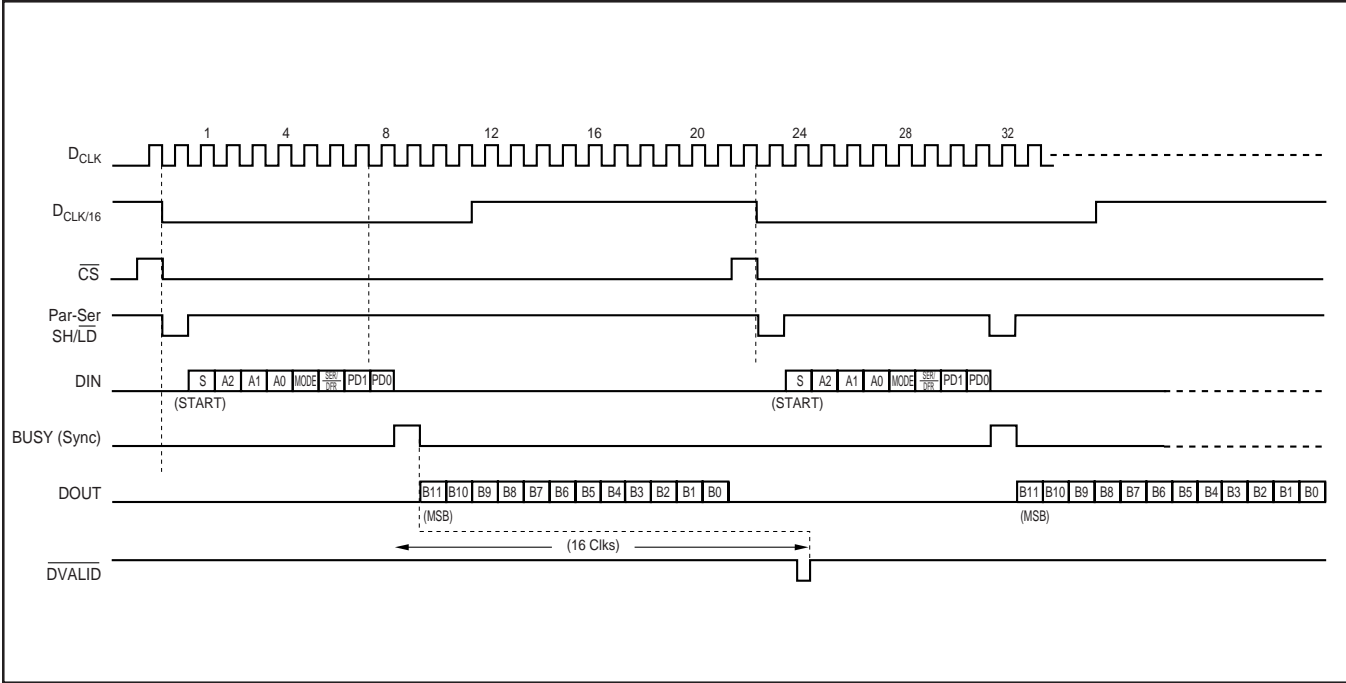 1 4 8 12 16 20 24 28 32
DCLK
DCLK/16
CS
Par-Ser
SH/LD
DIN S A2 A1 A0 MODE SER/DFR PD1 PD0 S A2 A1 A0 MODE SER/DFR PD1 PD0
(START) (START)
BUSY (Sync)
DOUT B11 B10 B9 B8 B7 B6 B5 B4 B3 B2 B1 B0 B11 B10 B9 B8 B7 B6 B5 B4 B3 B2 B1 B0
(MSB) (MSB)
(16 Clks)
DVALID